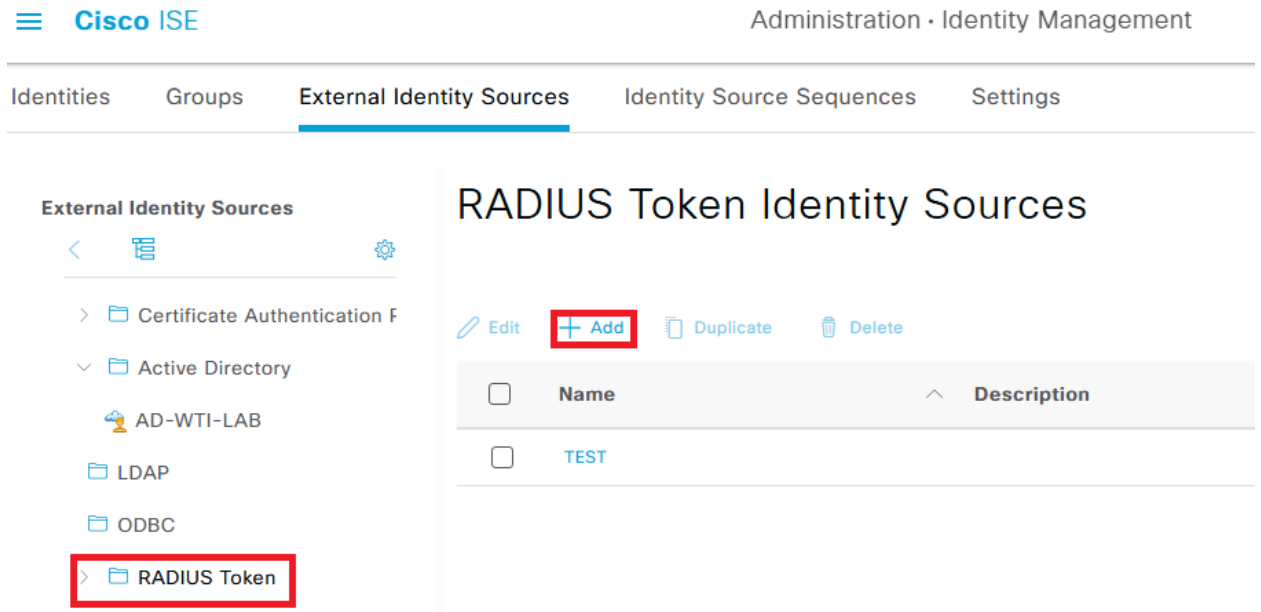 Cisco ISE
Administration · Identity Management
Identities Groups External Identity Sources Identity Source Sequences Settings
External Identity Sources
Certificate Authentication F
Active Directory
AD-WTI-LAB
LDAP
ODBC
RADIUS Token
RADIUS Token Identity Sources
Edit Add Duplicate Delete
Name Description
TEST